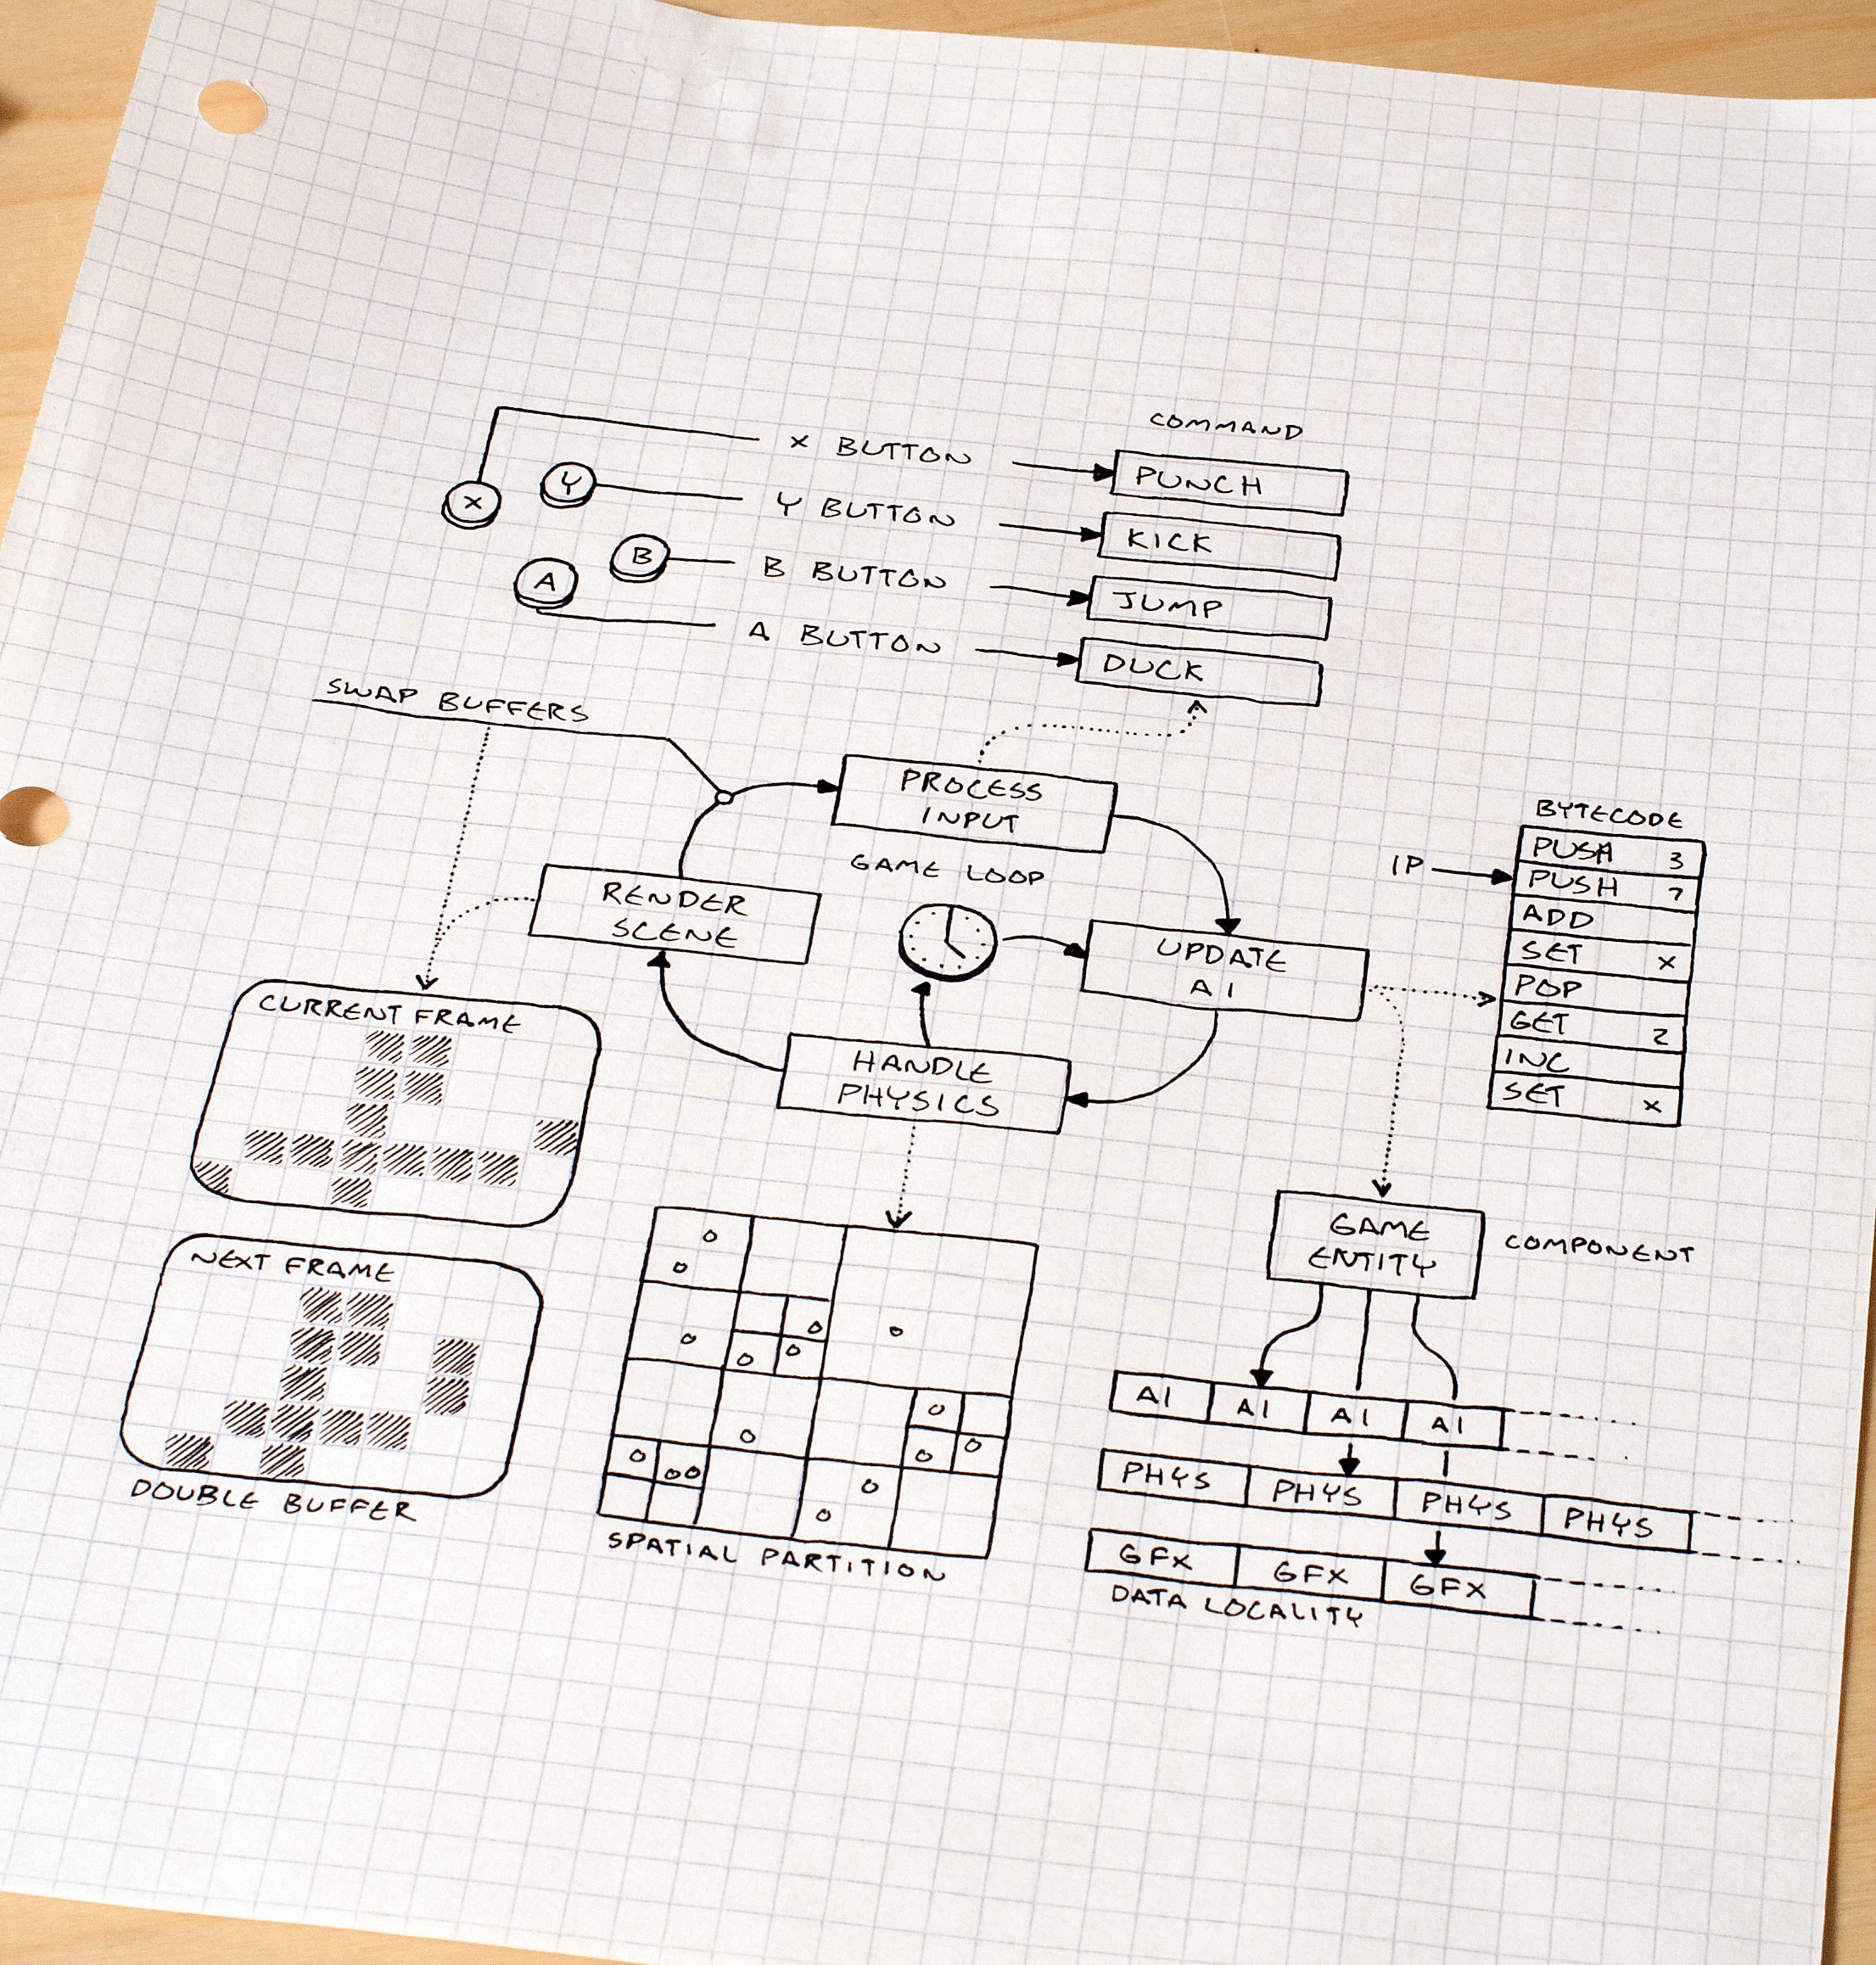 COMMAND
X
X BUTTON
PUNCH
Y
Y BUTTON
KICK
B
B BUTTON
JUMP
A
A BUTTON
DUCK
SWAP BUFFERS
PROCESS
INPUT
GAME LOOP
RENDER
SCENE
UPDATE
AI
HANDLE
PHYSICS
BYTECODE
IP
PUSH 3
PUSH 7
ADD
SET X
POP
GET 2
INC
SET X
CURRENT FRAME
NEXT FRAME
DOUBLE BUFFER
SPATIAL PARTITION
GAME
ENTITY
COMPONENT
AI AI AI AI
PHYS PHYS PHYS PHYS
GFX GFX GFX
DATA LOCALITY